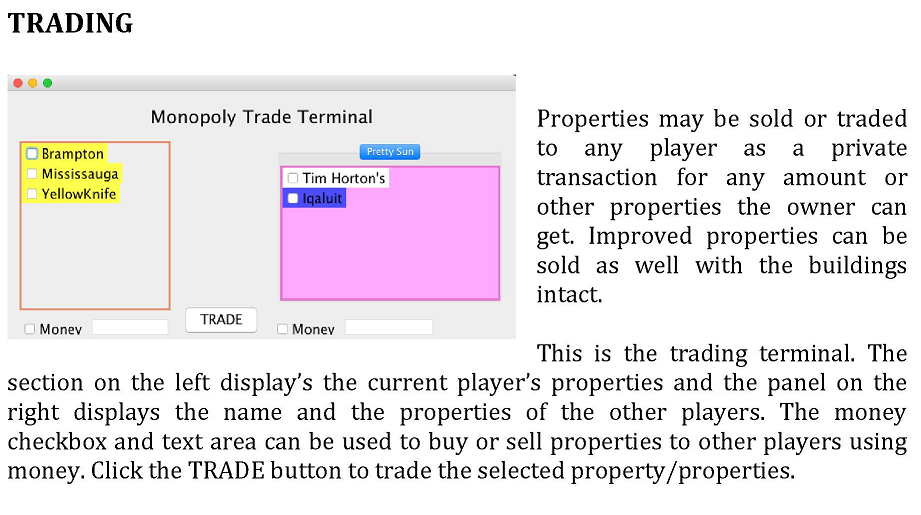 TRADING
Monopoly Trade Terminal
Brampton
Mississauga
YellowKnife
Pretty Sun
Tim Horton's
Iqaluit
TRADE
Money
Money
Properties may be sold or traded
to any player as a private
transaction for any amount or
other properties the owner can
get. Improved properties can be
sold as well with the buildings
intact.
This is the trading terminal. The
section on the left display’s the current player’s properties and the panel on the
right displays the name and the properties of the other players. The money
checkbox and text area can be used to buy or sell properties to other players using
money. Click the TRADE button to trade the selected property/properties.